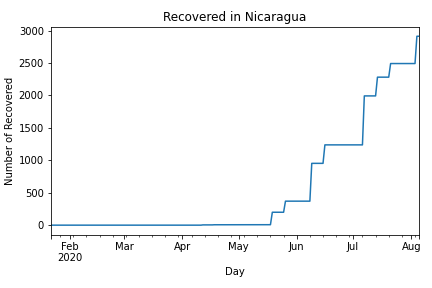 Recovered in Nicaragua
Number of Recovered
3000
2500
2000
1500
1000
500
0
Feb Mar Apr May Jun Jul Aug
2020
Day